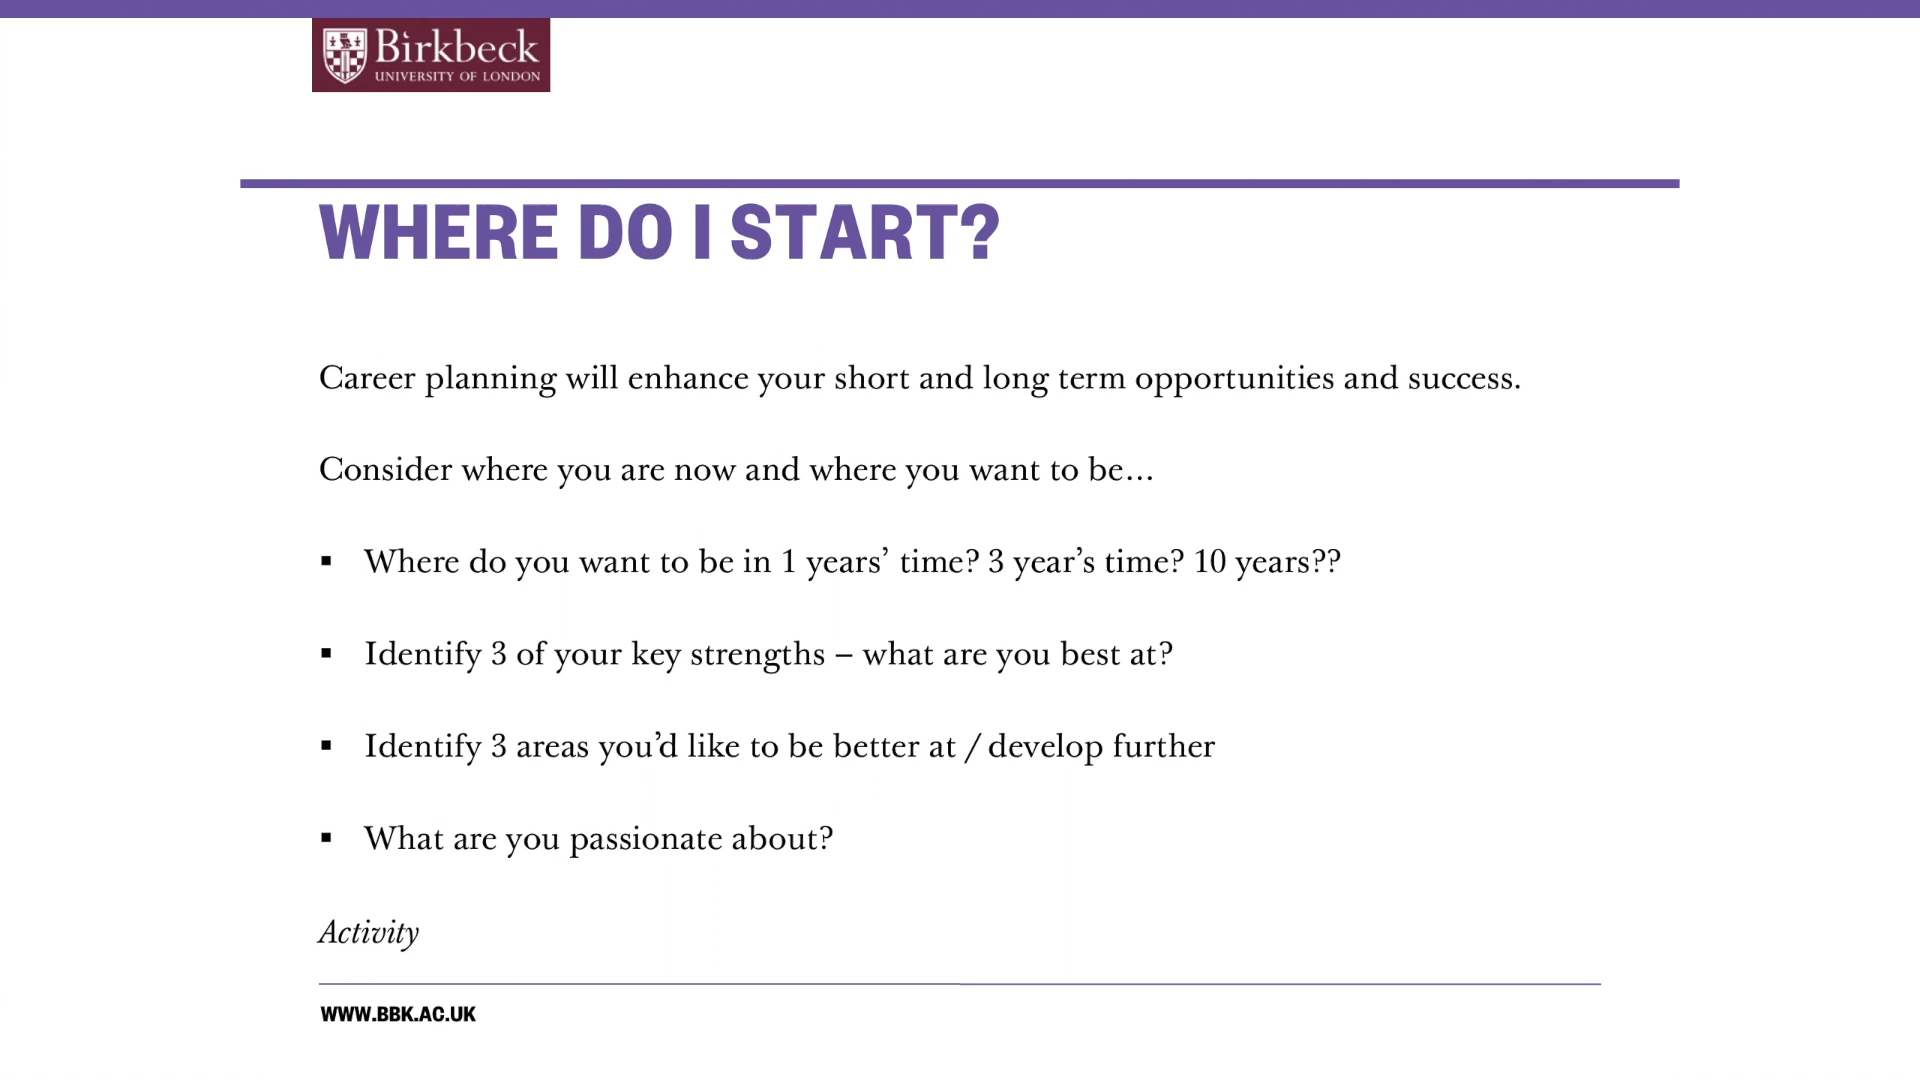 Birkbeck
UNIVERSITY OF LONDON
WHERE DO I START?
Career planning will enhance your short and long term opportunities and success.
Consider where you are now and where you want to be…
▪ Where do you want to be in 1 years’ time? 3 year’s time? 10 years??
▪ Identify 3 of your key strengths – what are you best at?
▪ Identify 3 areas you’d like to be better at / develop further
▪ What are you passionate about?
Activity
WWW.BBK.AC.UK